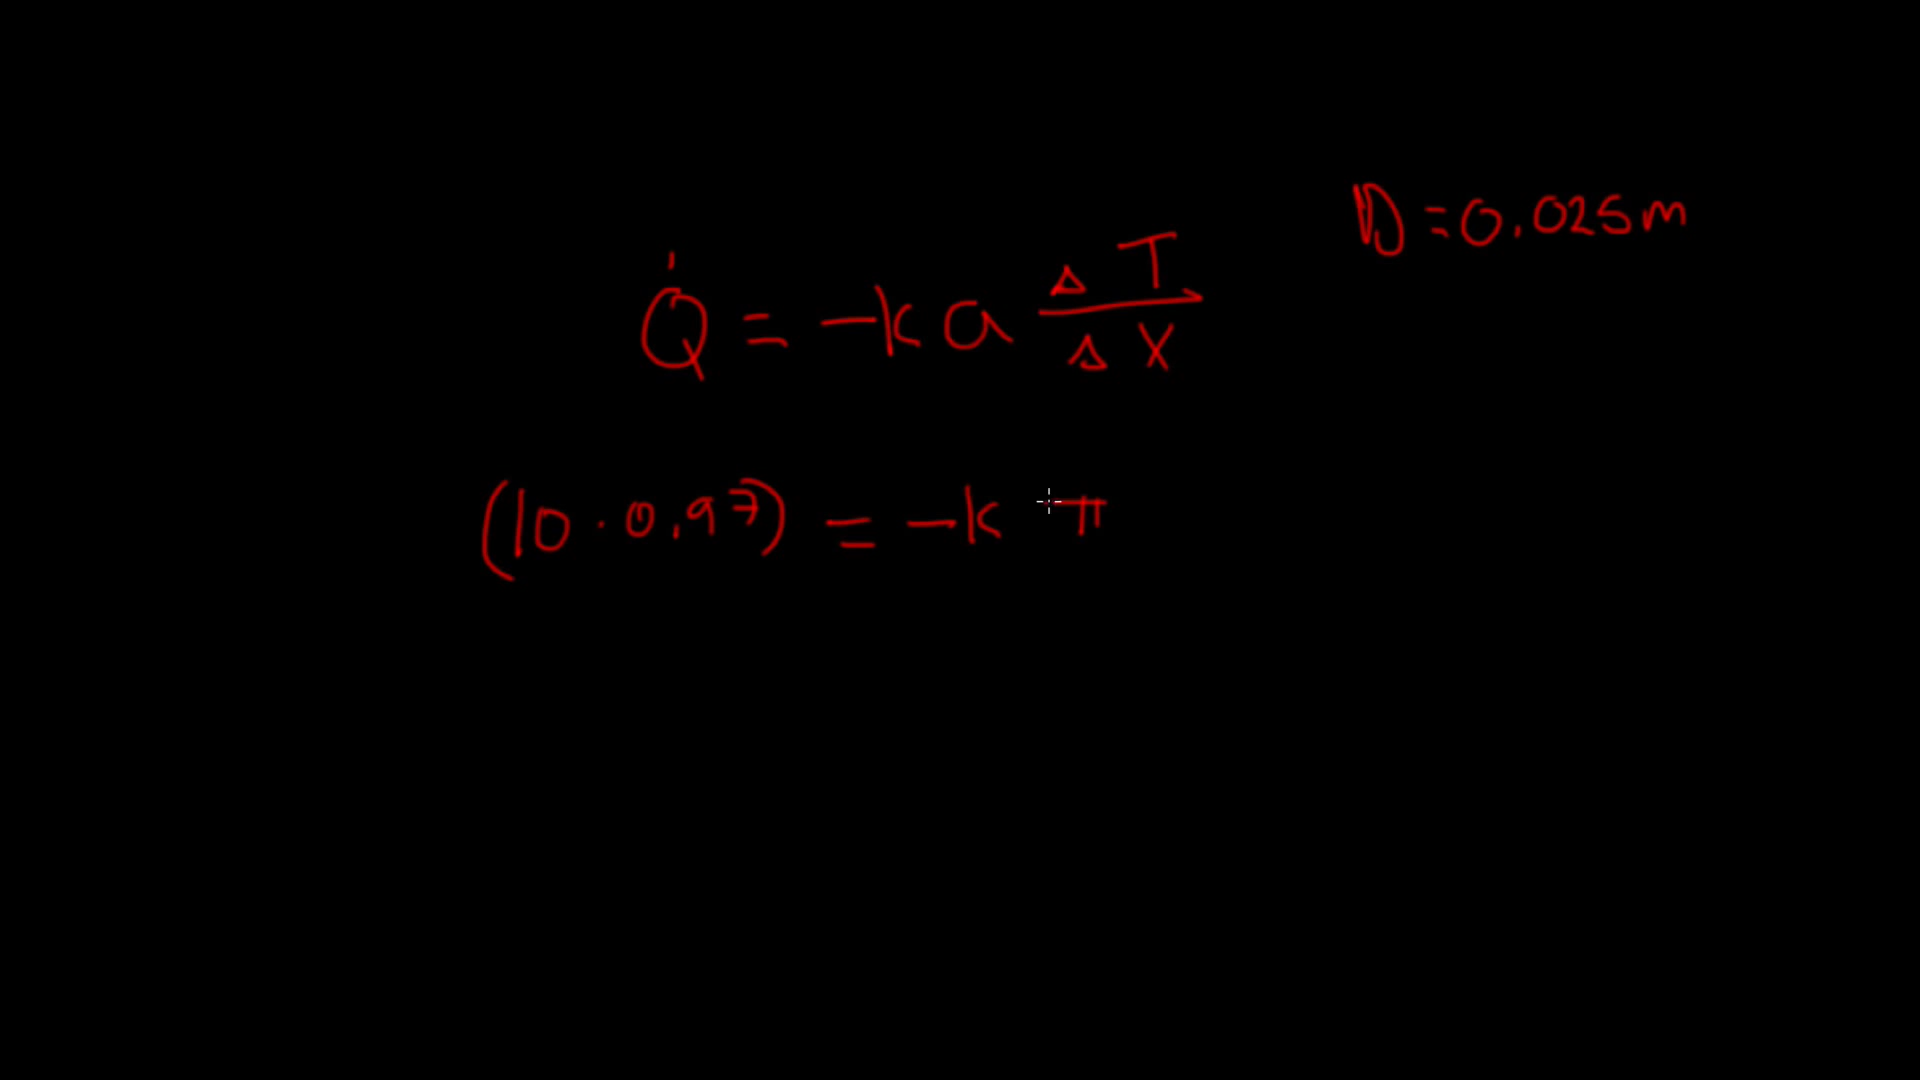 D = 0.025m
Q̇ = -ka ΔT/ΔX
(10 · 0.97) = -k π